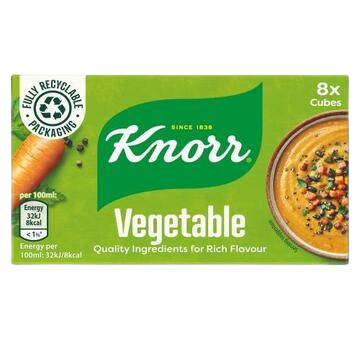 FULLY RECYCLABLE
PACKAGING
8x
Cubes
SINCE 1838
Knorr
per 100ml:
Energy
32kJ
8kcal
<1%*
Energy per
100ml: 32kJ/8kcal
Vegetable
Quality Ingredients for Rich Flavour